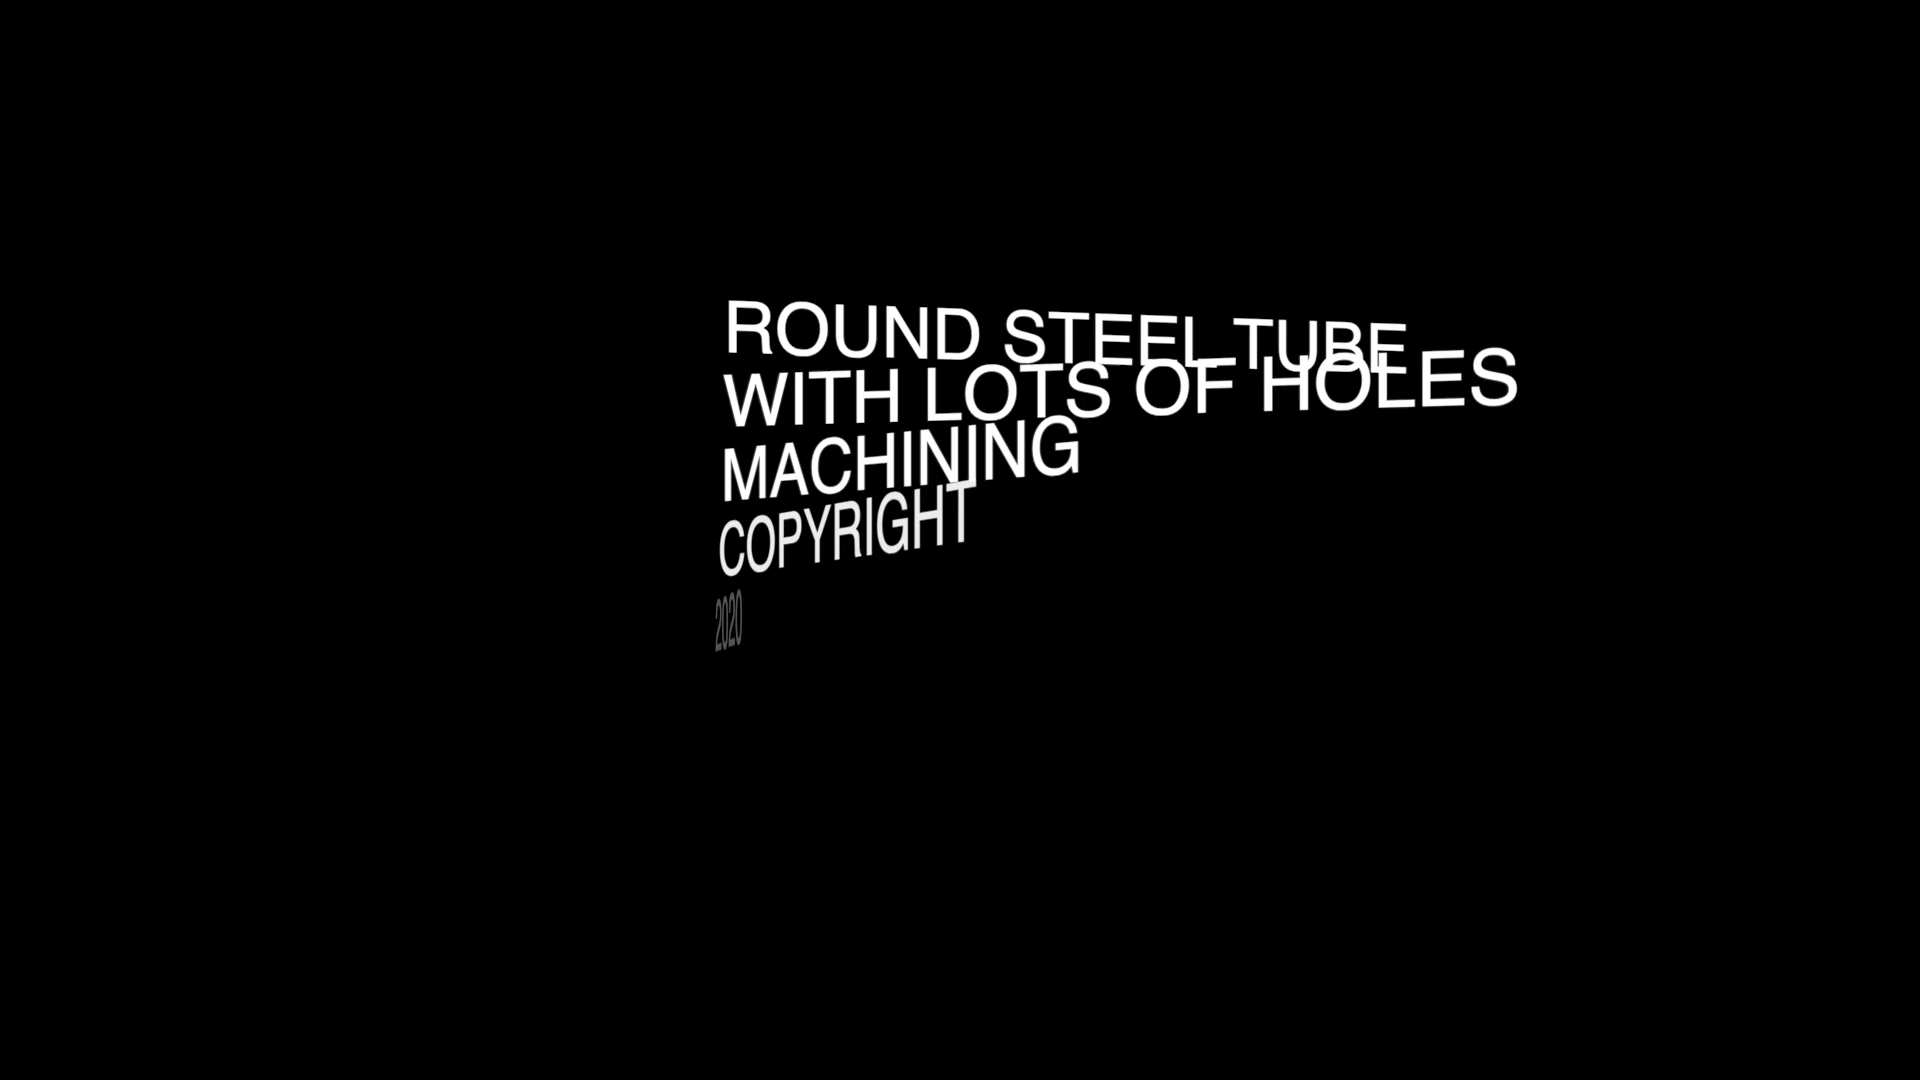 ROUND STEEL TUBE
WITH LOTS OF HOLES
MACHINING
COPYRIGHT
2020